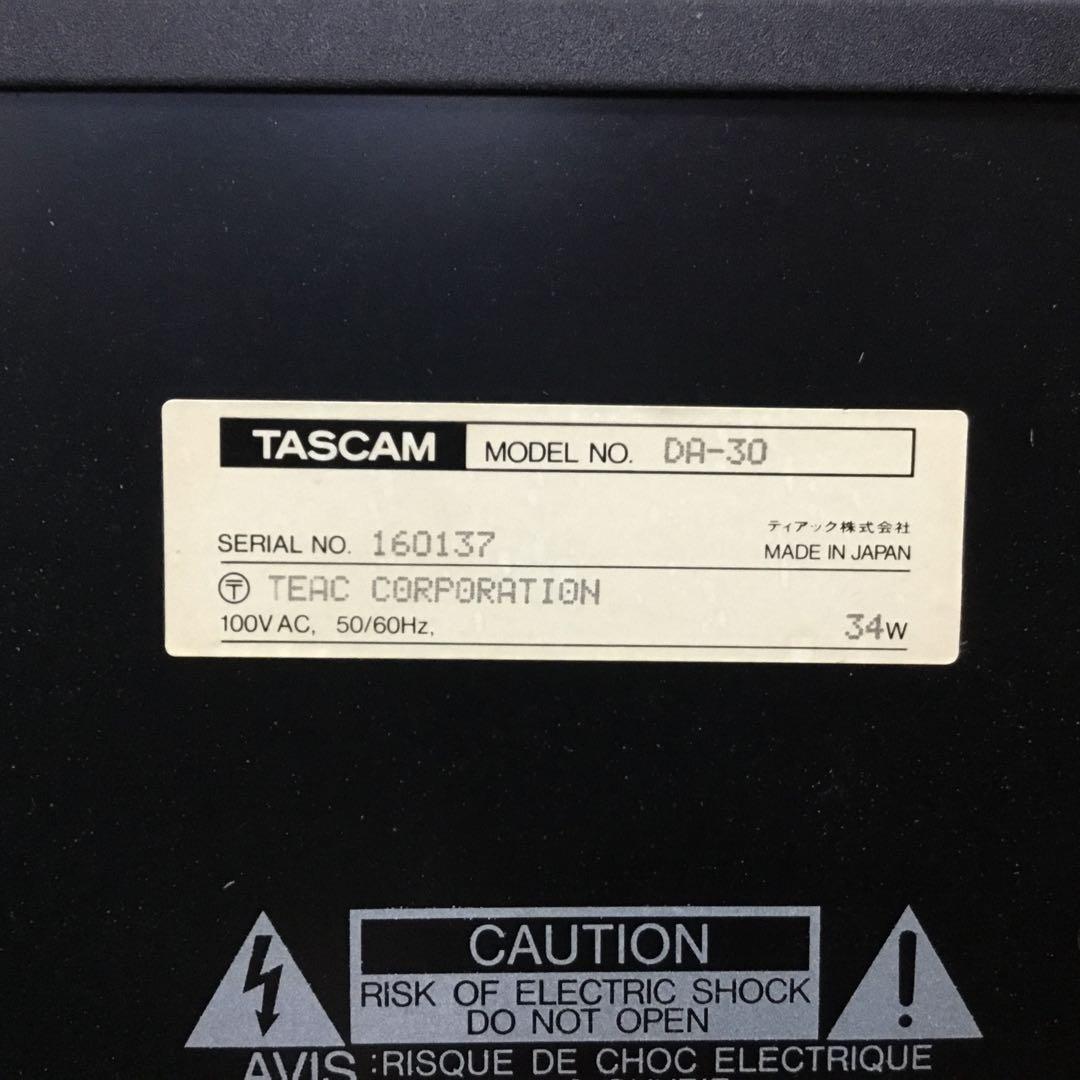 TASCAM MODEL NO. DA-30
ティアック株式会社
SERIAL NO. 160137 MADE IN JAPAN
〒 TEAC CORPORATION
100V AC, 50/60Hz, 34W
CAUTION
RISK OF ELECTRIC SHOCK
DO NOT OPEN
AVIS :RISQUE DE CHOC ELECTRIQUE